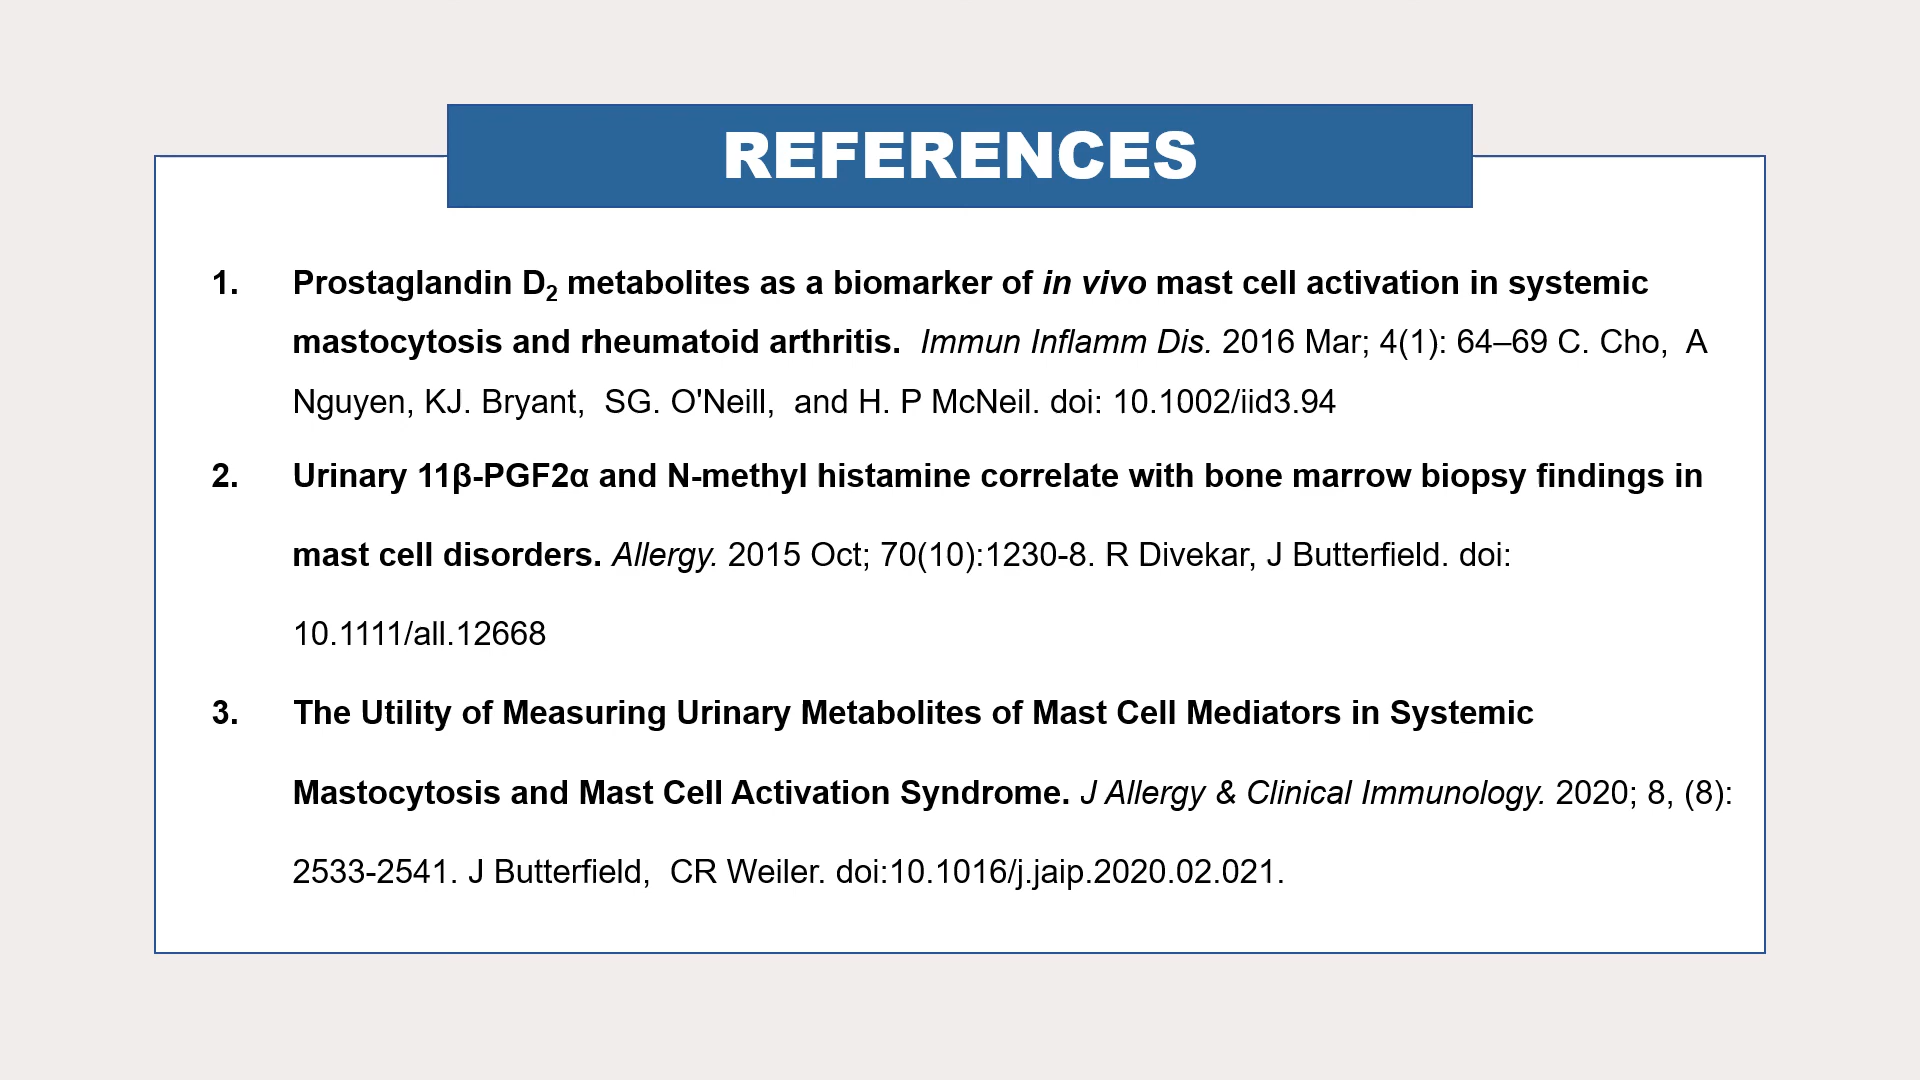 REFERENCES
1. Prostaglandin D₂ metabolites as a biomarker of in vivo mast cell activation in systemic
mastocytosis and rheumatoid arthritis. Immun Inflamm Dis. 2016 Mar; 4(1): 64–69 C. Cho, A
Nguyen, KJ. Bryant, SG. O'Neill, and H. P McNeil. doi: 10.1002/iid3.94
2. Urinary 11β-PGF2α and N-methyl histamine correlate with bone marrow biopsy findings in
mast cell disorders. Allergy. 2015 Oct; 70(10):1230-8. R Divekar, J Butterfield. doi:
10.1111/all.12668
3. The Utility of Measuring Urinary Metabolites of Mast Cell Mediators in Systemic
Mastocytosis and Mast Cell Activation Syndrome. J Allergy & Clinical Immunology. 2020; 8, (8):
2533-2541. J Butterfield, CR Weiler. doi:10.1016/j.jaip.2020.02.021.